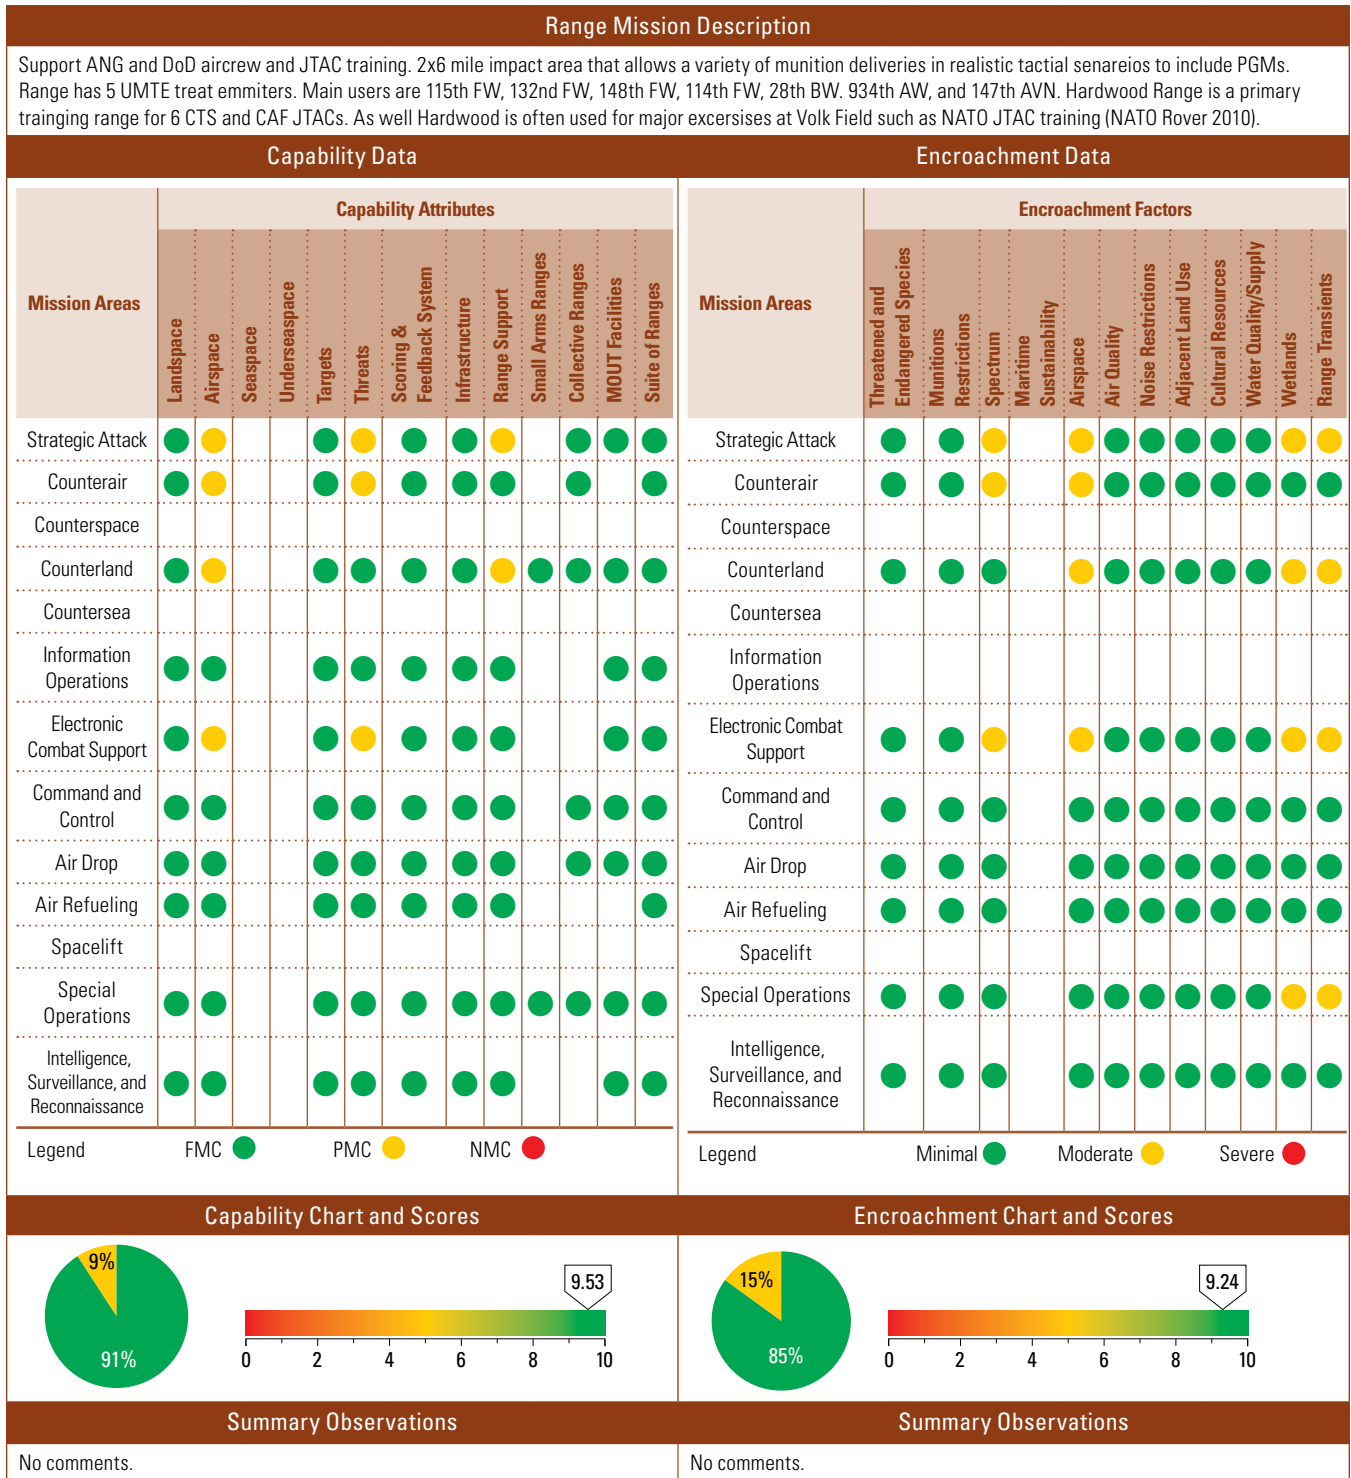 Range Mission Description
Support ANG and DoD aircrew and JTAC training. 2x6 mile impact area that allows a variety of munition deliveries in realistic tactial senareios to include PGMs.
Range has 5 UMTE treat emmiters. Main users are 115th FW, 132nd FW, 148th FW, 114th FW, 28th BW. 934th AW, and 147th AVN. Hardwood Range is a primary
trainging range for 6 CTS and CAF JTACs. As well Hardwood is often used for major excersises at Volk Field such as NATO JTAC training (NATO Rover 2010).
Capability Data
Mission Areas
Capability Attributes
Landspace
Airspace
Seaspace
Underseaspace
Targets
Threats
Scoring &
Feedback System
Infrastructure
Range Support
Small Arms Ranges
Collective Ranges
MOUT Facilities
Suite of Ranges
Strategic Attack
Counterair
Counterspace
Counterland
Countersea
Information
Operations
Electronic
Combat Support
Command and
Control
Air Drop
Air Refueling
Spacelift
Special
Operations
Intelligence,
Surveillance, and
Reconnaissance
Legend FMC PMC NMC
Encroachment Data
Mission Areas
Encroachment Factors
Threatened and
Endangered Species
Munitions
Restrictions
Spectrum
Maritime
Sustainability
Airspace
Air Quality
Noise Restrictions
Adjacent Land Use
Cultural Resources
Water Quality/Supply
Wetlands
Range Transients
Strategic Attack
Counterair
Counterspace
Counterland
Countersea
Information
Operations
Electronic Combat
Support
Command and
Control
Air Drop
Air Refueling
Spacelift
Special Operations
Intelligence,
Surveillance, and
Reconnaissance
Legend Minimal Moderate Severe
Capability Chart and Scores
9%
91%
9.53
0 2 4 6 8 10
Encroachment Chart and Scores
15%
85%
9.24
0 2 4 6 8 10
Summary Observations
No comments.
Summary Observations
No comments.